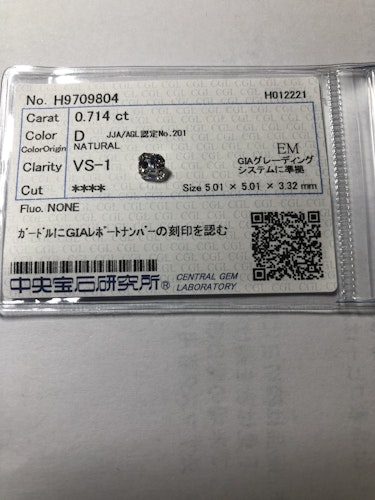 No. H9709804 H012221
Carat 0.714 ct
Color D JJA/AGL認定No.201
ColorOrigin NATURAL
Clarity VS-1 EM
GIAグレーディング
システムに準拠
Cut **** Size 5.01 × 5.01 × 3.32 mm
Fluo. NONE
ガードルにGIAレポートナンバーの刻印を認む
中央宝石研究所® CENTRAL GEM
LABORATORY